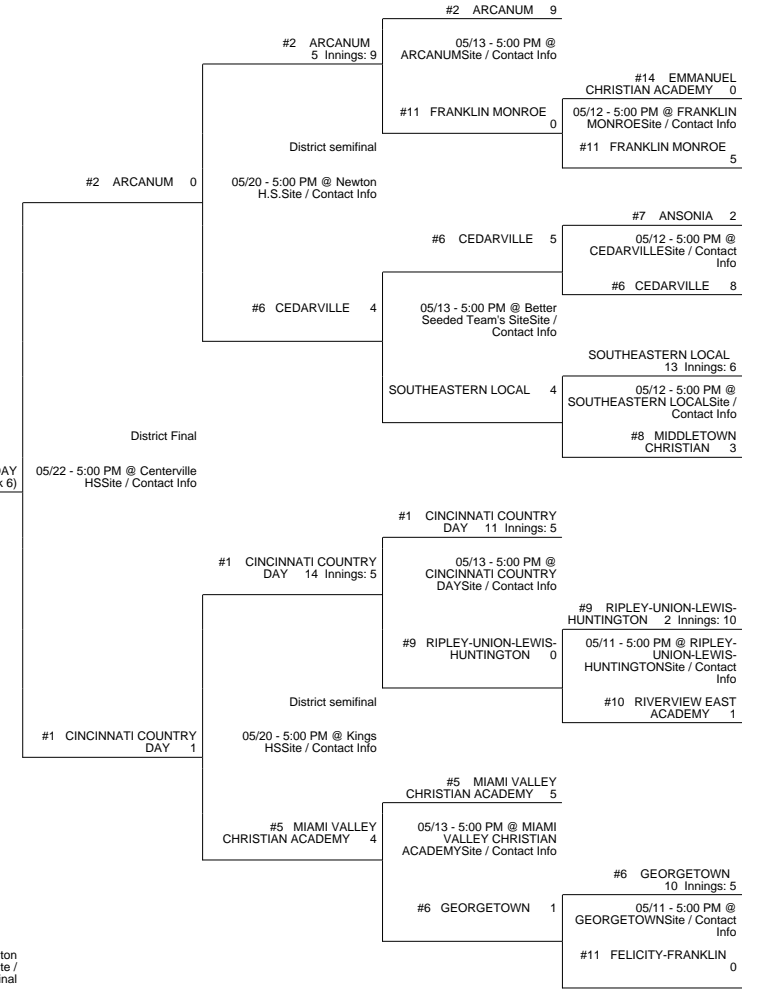 #2 ARCANUM 9
#2 ARCANUM
5 Innings: 9
05/13 - 5:00 PM @
ARCANUMSite / Contact Info
#14 EMMANUEL
CHRISTIAN ACADEMY 0
#11 FRANKLIN MONROE
0
05/12 - 5:00 PM @ FRANKLIN
MONROESite / Contact Info
#11 FRANKLIN MONROE
5
District semifinal
05/20 - 5:00 PM @ Newton
H.S.Site / Contact Info
#2 ARCANUM 0
#7 ANSONIA 2
#6 CEDARVILLE 5
05/12 - 5:00 PM @
CEDARVILLESite / Contact
Info
#6 CEDARVILLE 8
#6 CEDARVILLE 4
05/13 - 5:00 PM @ Better
Seeded Team's SiteSite /
Contact Info
SOUTHEASTERN LOCAL
13 Innings: 6
SOUTHEASTERN LOCAL 4
05/12 - 5:00 PM @
SOUTHEASTERN LOCALSite /
Contact Info
#8 MIDDLETOWN
CHRISTIAN 3
District Final
05/22 - 5:00 PM @ Centerville
HSSite / Contact Info
6)
#1 CINCINNATI COUNTRY
DAY 11 Innings: 5
#1 CINCINNATI COUNTRY
DAY 14 Innings: 5
05/13 - 5:00 PM @
CINCINNATI COUNTRY
DAYSite / Contact Info
#9 RIPLEY-UNION-LEWIS-
HUNTINGTON 2 Innings: 10
#9 RIPLEY-UNION-LEWIS-
HUNTINGTON 0
05/11 - 5:00 PM @ RIPLEY-
UNION-LEWIS-
HUNTINGTONSite / Contact
Info
#10 RIVERVIEW EAST
ACADEMY 1
District semifinal
05/20 - 5:00 PM @ Kings
HSSite / Contact Info
#1 CINCINNATI COUNTRY
DAY 1
#5 MIAMI VALLEY
CHRISTIAN ACADEMY 5
#5 MIAMI VALLEY
CHRISTIAN ACADEMY 4
05/13 - 5:00 PM @ MIAMI
VALLEY CHRISTIAN
ACADEMYSite / Contact Info
#6 GEORGETOWN
10 Innings: 5
#6 GEORGETOWN 1
05/11 - 5:00 PM @
GEORGETOWNSite / Contact
Info
#11 FELICITY-FRANKLIN
0
ton
te /
inal